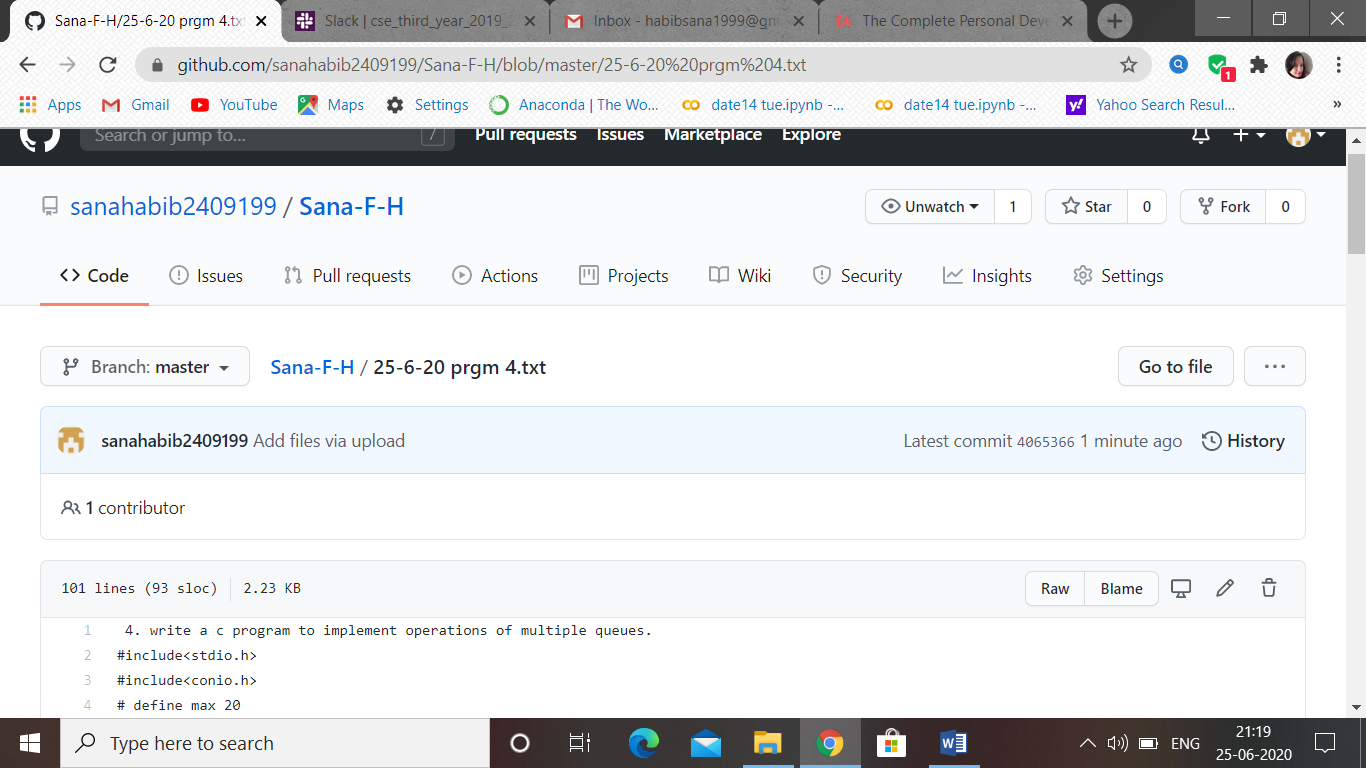 Sana-F-H/25-6-20 prgm 4.tx
Slack | cse_third_year_2019_
Inbox - habibsana1999@gm
The Complete Personal Deve
github.com/sanahabib2409199/Sana-F-H/blob/master/25-6-20%20prgm%204.txt
1
Apps
Gmail
YouTube
Maps
Settings
Anaconda | The Wo...
date14 tue.ipynb -...
date14 tue.ipynb -...
Yahoo Search Resul...
»
Search or jump to...
/
Pull requests
Issues
Marketplace
Explore
sanahabib2409199 / Sana-F-H
Unwatch
1
Star
0
Fork
0
Code
Issues
Pull requests
Actions
Projects
Wiki
Security
Insights
Settings
Branch: master
Sana-F-H / 25-6-20 prgm 4.txt
Go to file
sanahabib2409199 Add files via upload
Latest commit 4065366 1 minute ago
History
1 contributor
101 lines (93 sloc)
2.23 KB
Raw
Blame
1 4. write a c program to implement operations of multiple queues.
2 #include<stdio.h>
3 #include<conio.h>
4 # define max 20
Type here to search
ENG
21:19
25-06-2020